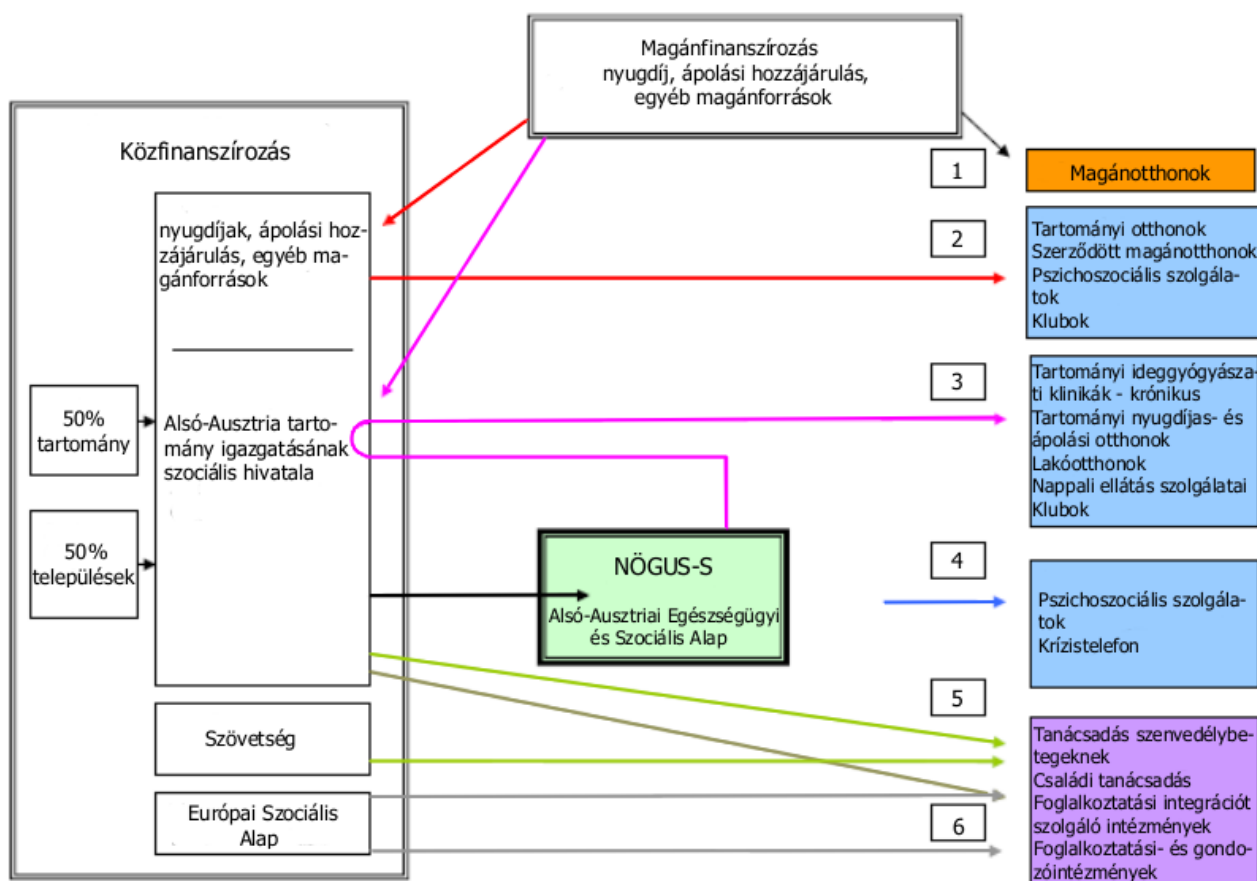 Magánfinanszírozás
nyugdíj, ápolási hozzájárulás,
egyéb magánforrások
Közfinanszírozás
nyugdíjak, ápolási hoz-
zájárulás, egyéb ma-
gánforrások
50%
tartomány
Alsó-Ausztria tarto-
mány igazgatásának
szociális hivatala
50%
települések
Szövetség
Európai Szociális
Alap
NÖGUS-S
Alsó-Ausztriai Egészségügyi
és Szociális Alap
1
Magánotthonok
2
Tartományi otthonok
Szerződött magánotthonok
Pszichoszociális szolgála-
tok
Klubok
3
Tartományi ideggyógyásza-
ti klinikák - krónikus
Tartományi nyugdíjas- és
ápolási otthonok
Lakóotthonok
Nappali ellátás szolgálatai
Klubok
4
Pszichoszociális szolgála-
tok
Krízistelefon
5
Tanácsadás szenvedélybe-
tegeknek
Családi tanácsadás
Foglalkoztatási integrációt
szolgáló intézmények
Foglalkoztatási- és gondo-
zóintézmények
6